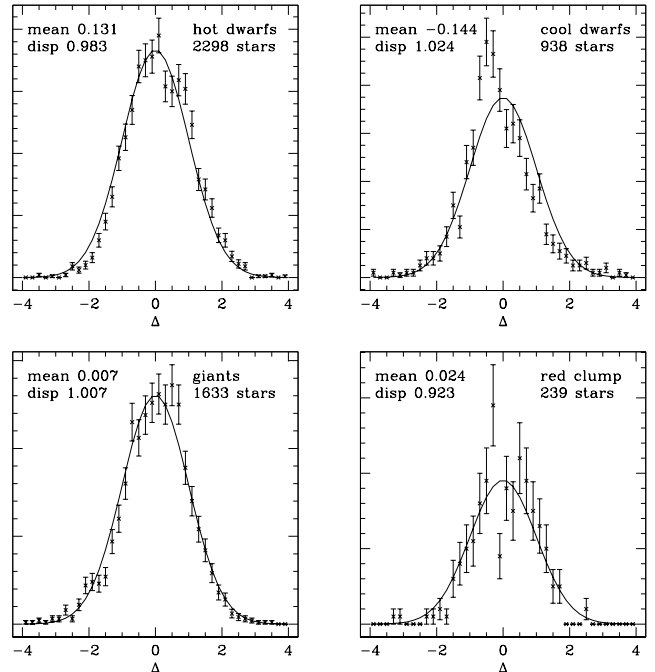 mean 0.131 hot dwarfs
disp 0.983 2298 stars
-4 -2 0 2 4
Δ
mean -0.144 cool dwarfs
disp 1.024 938 stars
-4 -2 0 2 4
Δ
mean 0.007 giants
disp 1.007 1633 stars
-4 -2 0 2 4
Δ
mean 0.024 red clump
disp 0.923 239 stars
-4 -2 0 2 4
Δ